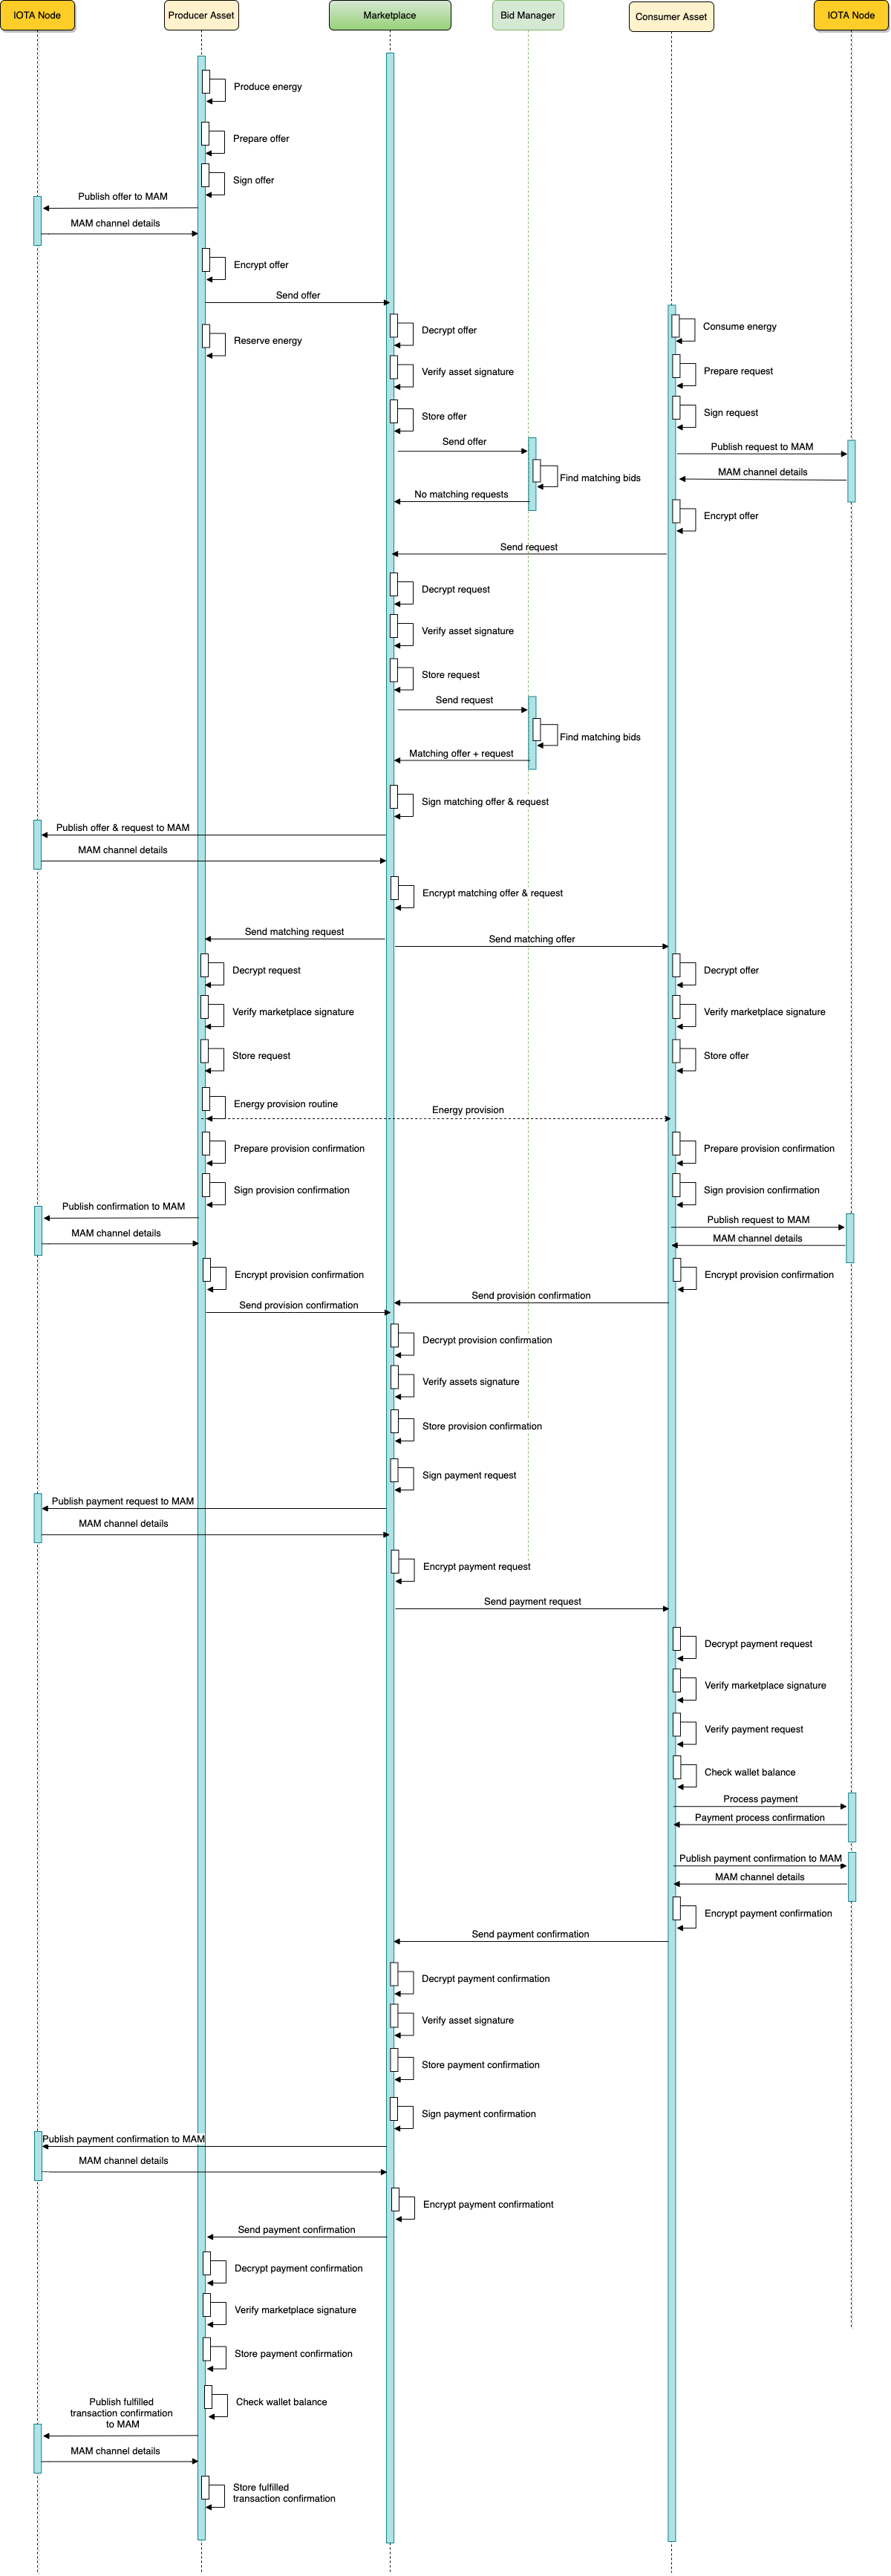 IOTA Node
Producer Asset
Marketplace
Bid Manager
Consumer Asset
IOTA Node
Produce energy
Prepare offer
Sign offer
Publish offer to MAM
MAM channel details
Encrypt offer
Send offer
Decrypt offer
Consume energy
Reserve energy
Verify asset signature
Prepare request
Store offer
Sign request
Send offer
Publish request to MAM
Find matching bids
MAM channel details
No matching requests
Encrypt offer
Send request
Decrypt request
Verify asset signature
Store request
Send request
Find matching bids
Matching offer + request
Sign matching offer & request
Publish offer & request to MAM
MAM channel details
Encrypt matching offer & request
Send matching request
Send matching offer
Decrypt request
Decrypt offer
Verify marketplace signature
Verify marketplace signature
Store request
Store offer
Energy provision routine
Energy provision
Prepare provision confirmation
Prepare provision confirmation
Sign provision confirmation
Sign provision confirmation
Publish confirmation to MAM
Publish request to MAM
MAM channel details
MAM channel details
Encrypt provision confirmation
Encrypt provision confirmation
Send provision confirmation
Send provision confirmation
Decrypt provision confirmation
Verify assets signature
Store provision confirmation
Sign payment request
Publish payment request to MAM
MAM channel details
Encrypt payment request
Send payment request
Decrypt payment request
Verify marketplace signature
Verify payment request
Check wallet balance
Process payment
Payment process confirmation
Publish payment confirmation to MAM
MAM channel details
Encrypt payment confirmation
Send payment confirmation
Decrypt payment confirmation
Verify asset signature
Store payment confirmation
Sign payment confirmation
Publish payment confirmation to MAM
MAM channel details
Encrypt payment confirmationt
Send payment confirmation
Decrypt payment confirmation
Verify marketplace signature
Store payment confirmation
Check wallet balance
Publish fulfilled
transaction confirmation
to MAM
MAM channel details
Store fulfilled
transaction confirmation